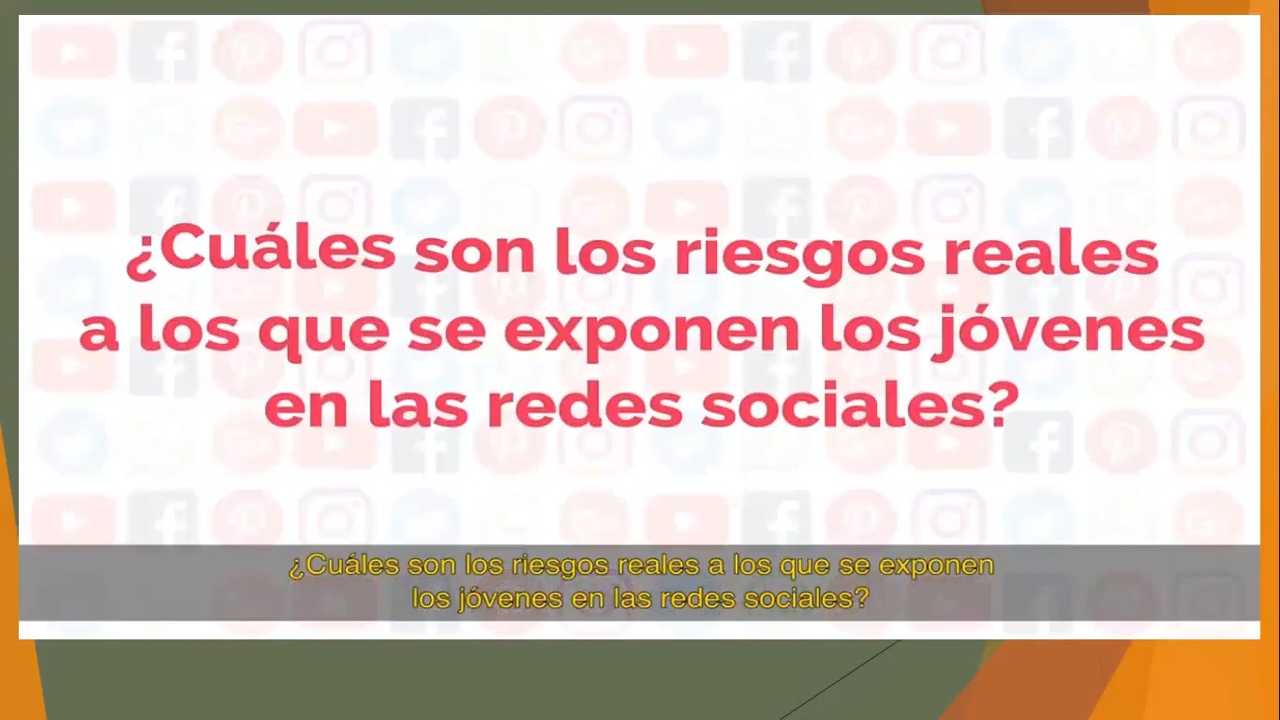 ¿Cuáles son los riesgos reales
a los que se exponen los jóvenes
en las redes sociales?
¿Cuáles son los riesgos reales a los que se exponen
los jóvenes en las redes sociales?